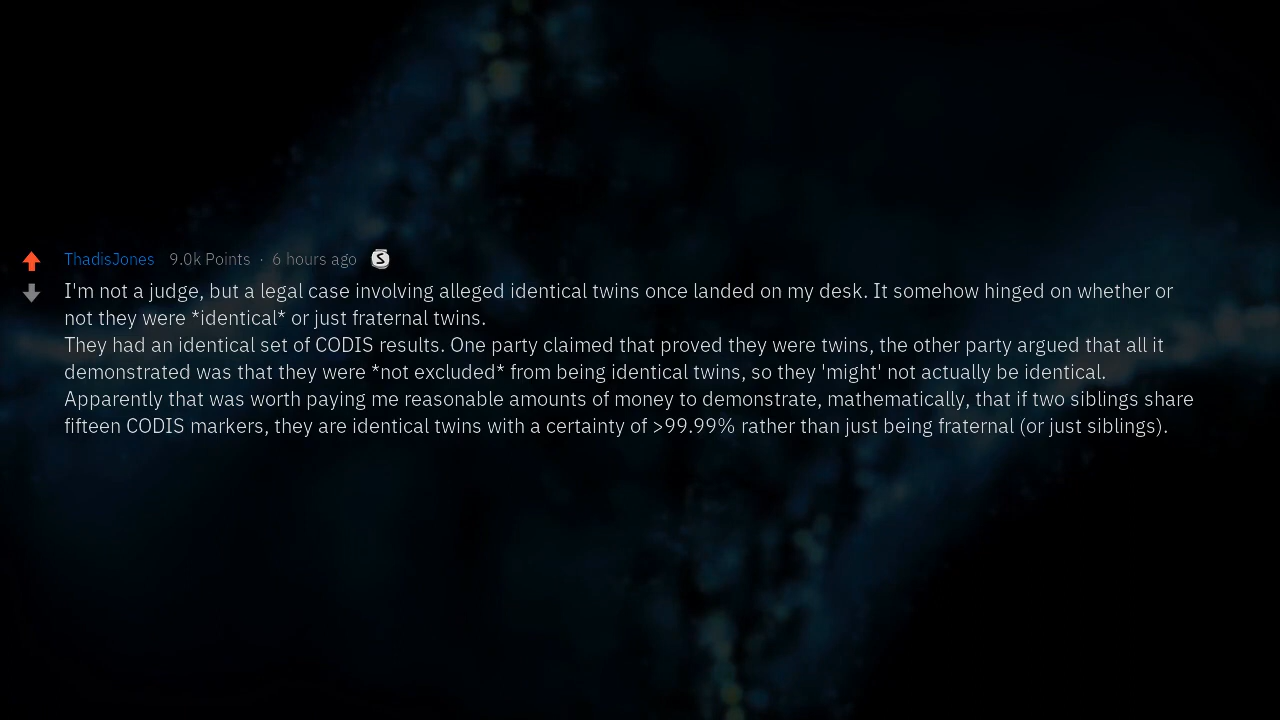 ThadisJones 9.0k Points · 6 hours ago S
I'm not a judge, but a legal case involving alleged identical twins once landed on my desk. It somehow hinged on whether or
not they were *identical* or just fraternal twins.
They had an identical set of CODIS results. One party claimed that proved they were twins, the other party argued that all it
demonstrated was that they were *not excluded* from being identical twins, so they 'might' not actually be identical.
Apparently that was worth paying me reasonable amounts of money to demonstrate, mathematically, that if two siblings share
fifteen CODIS markers, they are identical twins with a certainty of >99.99% rather than just being fraternal (or just siblings).